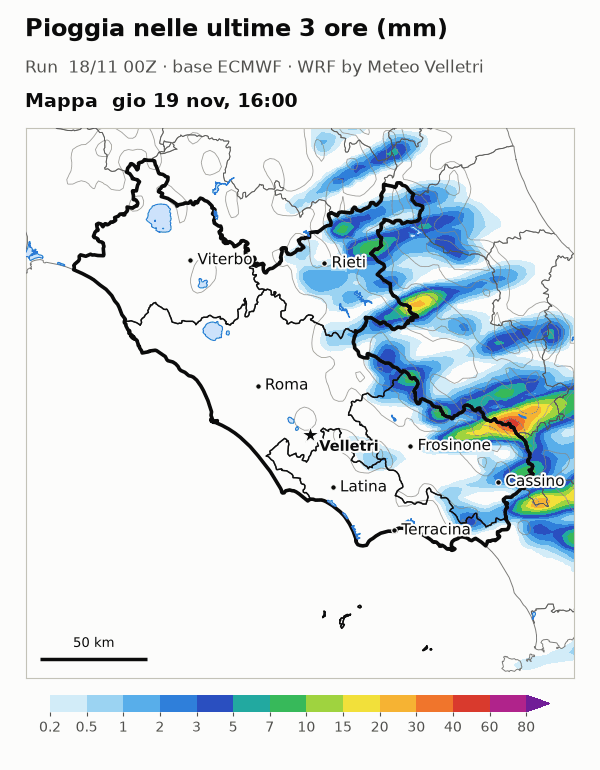 Pioggia nelle ultime 3 ore (mm)
Run 18/11 00Z · base ECMWF · WRF by Meteo Velletri
Mappa gio 19 nov, 16:00
Viterbo
Rieti
Roma
Velletri
Frosinone
Latina
Cassino
Terracina
50 km
0.2 0.5 1 2 3 5 7 10 15 20 30 40 60 80